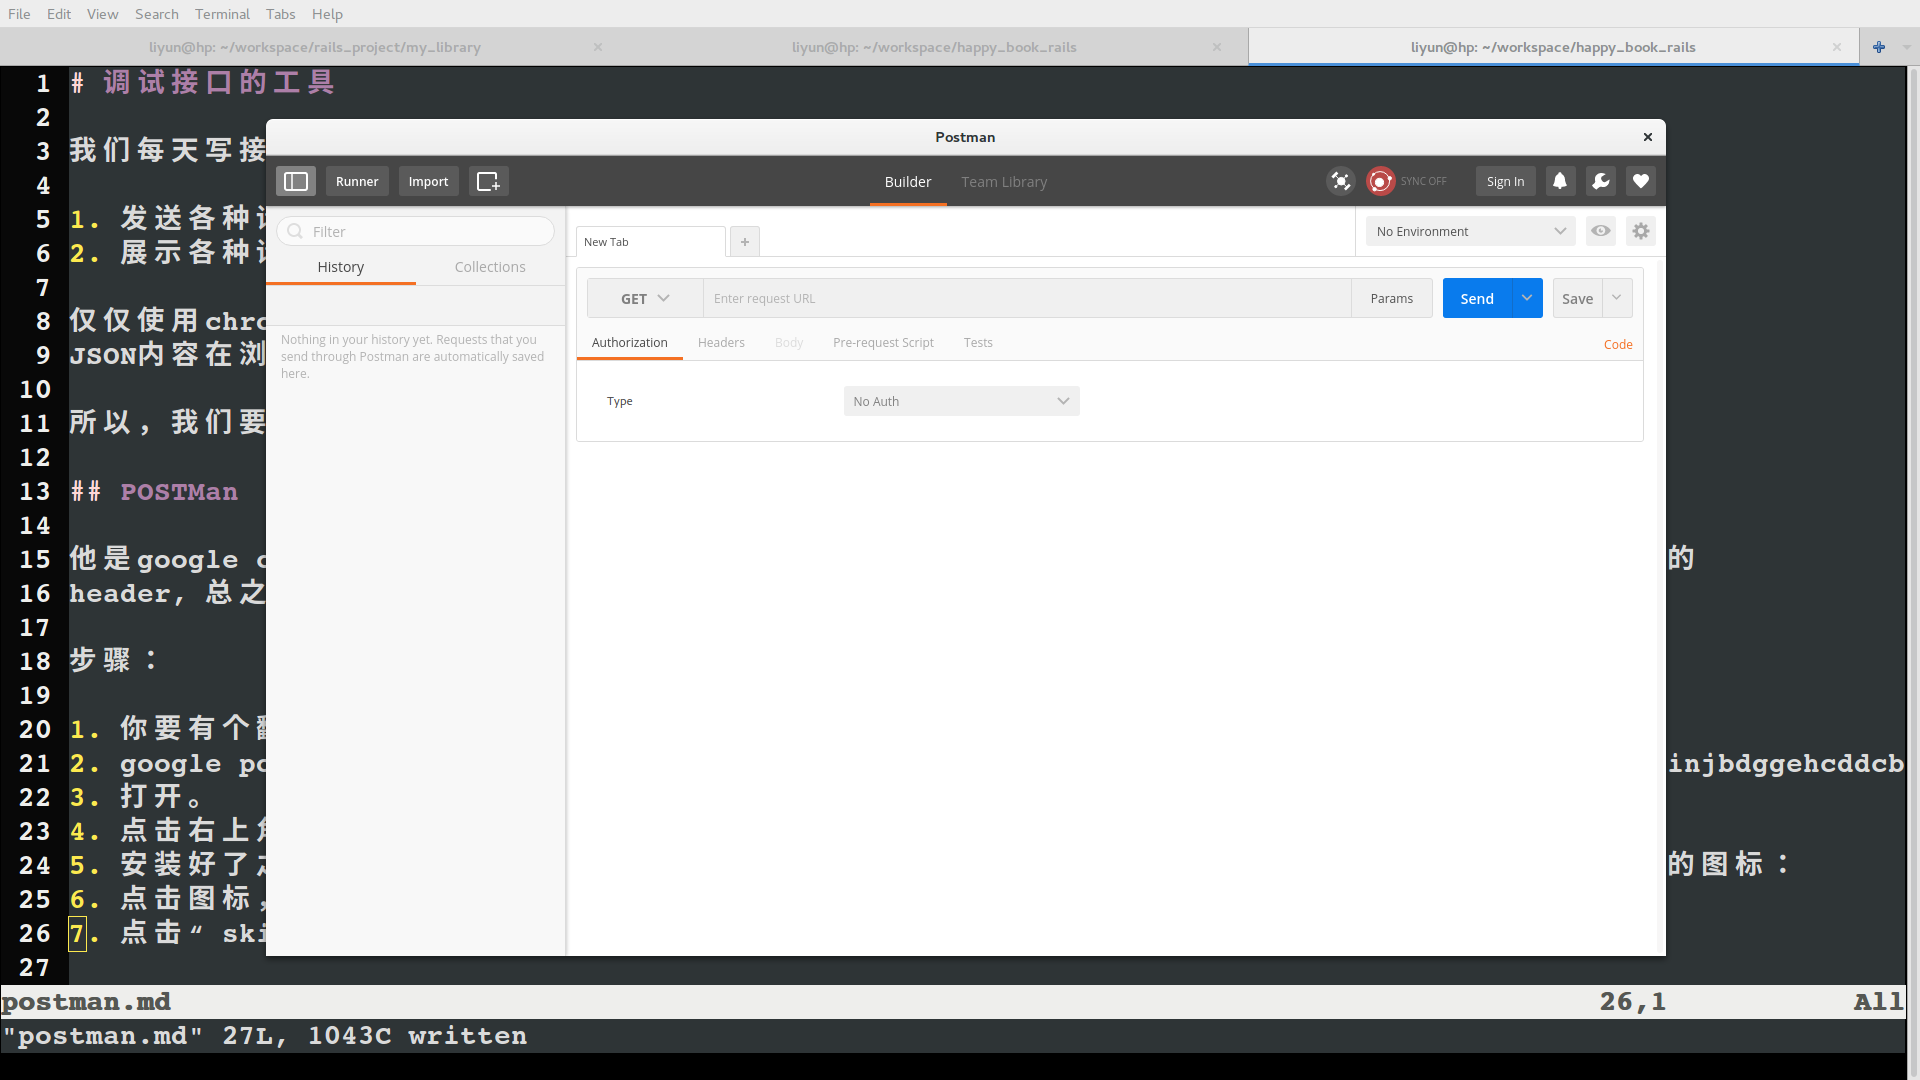 File Edit View Search Terminal Tabs Help
liyun@hp: ~/workspace/rails_project/my_library
liyun@hp: ~/workspace/happy_book_rails
liyun@hp: ~/workspace/happy_book_rails
1 # 调试接口的工具
2
3 我们每天写接
4
5 1. 发送各种
6 2. 展示各种
7
8 仅仅使用chro
9 JSON内容在浏
10
11 所以，我们要
12
13 ## POSTMan
14
15 他是google c
的
16 header, 总之
17
18 步骤：
19
20 1. 你要有个
21 2. google po
injbdggehcddcb
22 3. 打开。
23 4. 点击右上
24 5. 安装好了
的图标：
25 6. 点击图标，
26 7. 点击“ ski
27
postman.md 26,1 All
"postman.md" 27L, 1043C written
Postman
Runner Import Builder Team Library SYNC OFF Sign In
Filter
History Collections
Nothing in your history yet. Requests that you
send through Postman are automatically saved
here.
New Tab + No Environment
GET Enter request URL Params Send Save
Authorization Headers Body Pre-request Script Tests Code
Type No Auth